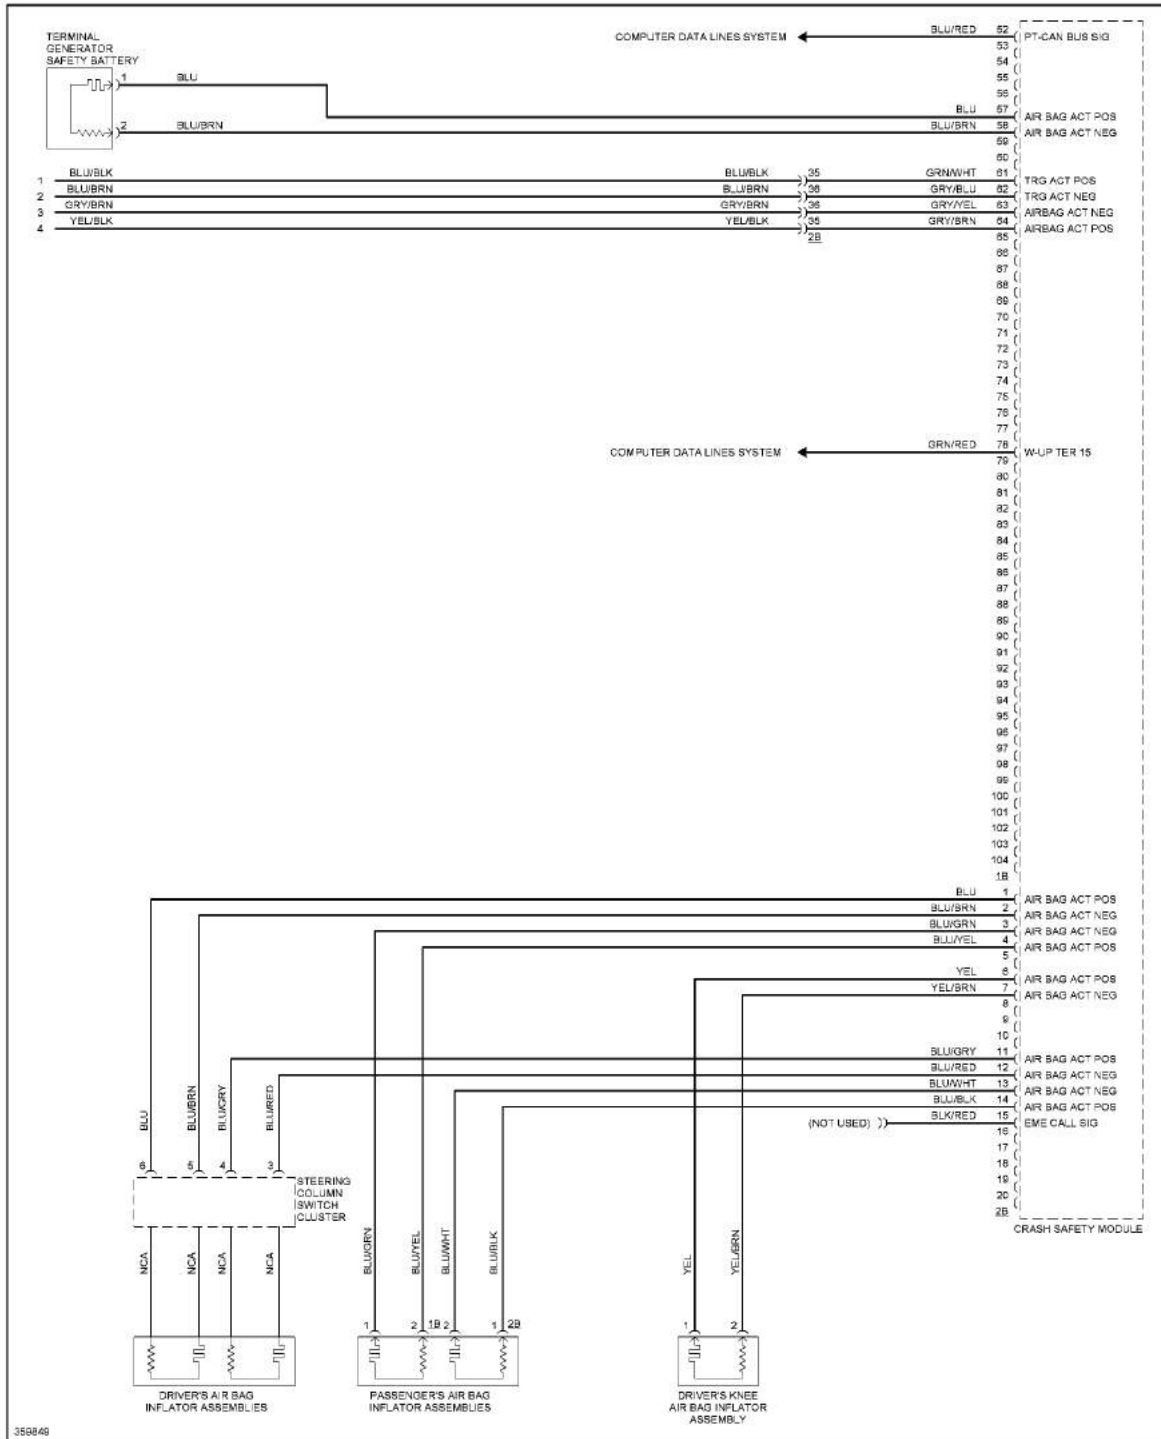 TERMINAL
GENERATOR
SAFETY BATTERY
1 BLU
2 BLU/BRN
COMPUTER DATA LINES SYSTEM BLU/RED 52 PT-CAN BUS SIG
53
54
55
56
BLU 57 AIR BAG ACT POS
BLU/BRN 58 AIR BAG ACT NEG
59
60
1 BLU/BLK BLU/BLK 35 GRN/WHT 61 TRG ACT POS
2 BLU/BRN BLU/BRN 36 GRY/BLU 62 TRG ACT NEG
3 GRY/BRN GRY/BRN 36 GRY/YEL 63 AIRBAG ACT NEG
4 YEL/BLK YEL/BLK 35 GRY/BRN 64 AIRBAG ACT POS
2B 65
66
67
68
69
70
71
72
73
74
75
76
77
COMPUTER DATA LINES SYSTEM GRN/RED 78 W-UP TER 15
79
80
81
82
83
84
85
86
87
88
89
90
91
92
93
94
95
96
97
98
99
100
101
102
103
104
1B
BLU 1 AIR BAG ACT POS
BLU/BRN 2 AIR BAG ACT NEG
BLU/GRN 3 AIR BAG ACT NEG
BLU/YEL 4 AIR BAG ACT POS
5
YEL 6 AIR BAG ACT POS
YEL/BRN 7 AIR BAG ACT NEG
8
9
10
BLU/GRY 11 AIR BAG ACT POS
BLU/RED 12 AIR BAG ACT NEG
BLU/WHT 13 AIR BAG ACT NEG
BLU/BLK 14 AIR BAG ACT POS
(NOT USED) BLK/RED 15 EME CALL SIG
16
17
18
19
20
2B
CRASH SAFETY MODULE
BLU BLU/BRN BLU/GRY BLU/RED
6 5 4 3
STEERING
COLUMN
SWITCH
CLUSTER
NCA NCA NCA NCA
BLU/GRN BLU/YEL BLU/WHT BLU/BLK
YEL YEL/BRN
1 2 1B 2 1 2B
1 2
DRIVER'S AIR BAG
INFLATOR ASSEMBLIES
PASSENGER'S AIR BAG
INFLATOR ASSEMBLIES
DRIVER'S KNEE
AIR BAG INFLATOR
ASSEMBLY
359849